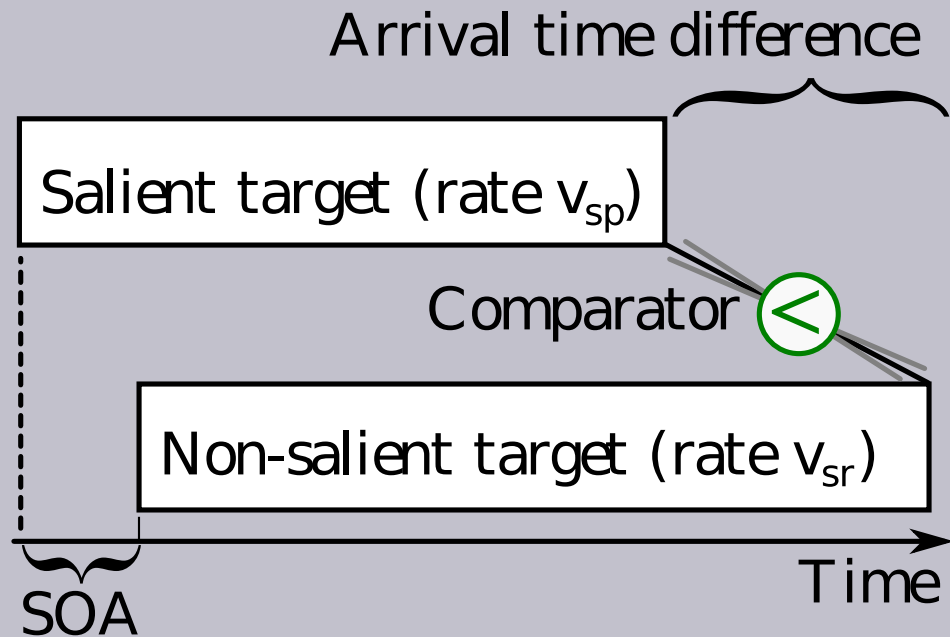 Arrival time difference
Salient target (rate vsp)
Comparator <
Non-salient target (rate vsr)
Time
SOA